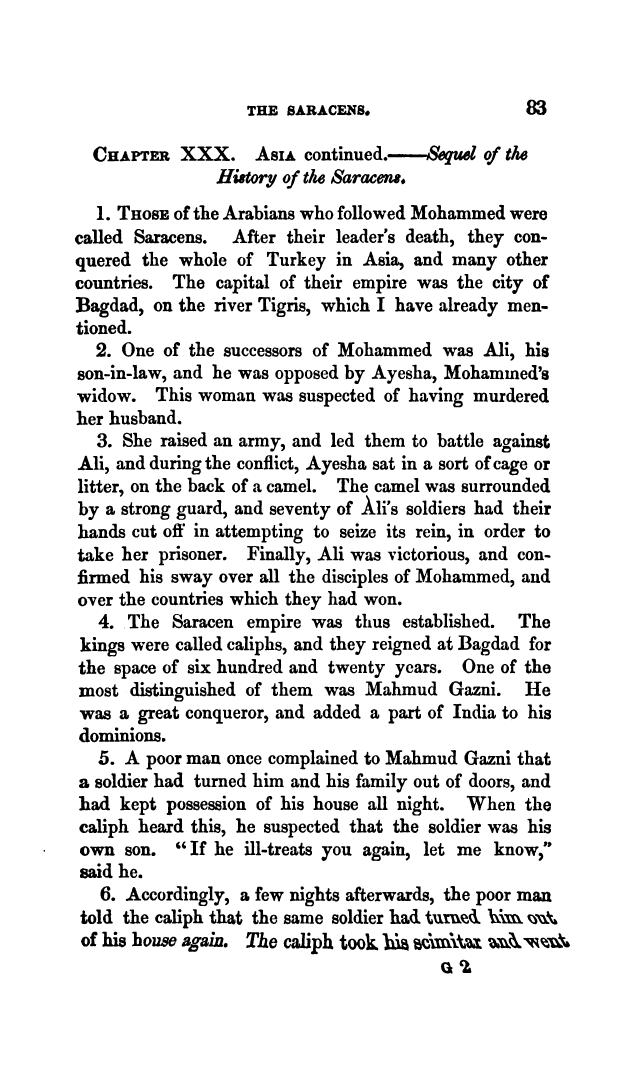 THE SARACENS. 83
CHAPTER XXX. ASIA continued.——Sequel of the
History of the Saracens.
1. THOSE of the Arabians who followed Mohammed were
called Saracens. After their leader's death, they con-
quered the whole of Turkey in Asia, and many other
countries. The capital of their empire was the city of
Bagdad, on the river Tigris, which I have already men-
tioned.
2. One of the successors of Mohammed was Ali, his
son-in-law, and he was opposed by Ayesha, Mohammed's
widow. This woman was suspected of having murdered
her husband.
3. She raised an army, and led them to battle against
Ali, and during the conflict, Ayesha sat in a sort of cage or
litter, on the back of a camel. The camel was surrounded
by a strong guard, and seventy of Ali's soldiers had their
hands cut off in attempting to seize its rein, in order to
take her prisoner. Finally, Ali was victorious, and con-
firmed his sway over all the disciples of Mohammed, and
over the countries which they had won.
4. The Saracen empire was thus established. The
kings were called caliphs, and they reigned at Bagdad for
the space of six hundred and twenty years. One of the
most distinguished of them was Mahmud Gazni. He
was a great conqueror, and added a part of India to his
dominions.
5. A poor man once complained to Mahmud Gazni that
a soldier had turned him and his family out of doors, and
had kept possession of his house all night. When the
caliph heard this, he suspected that the soldier was his
own son. "If he ill-treats you again, let me know,"
said he.
6. Accordingly, a few nights afterwards, the poor man
told the caliph that the same soldier had turned him out
of his house again. The caliph took his scimitar and went
G 2